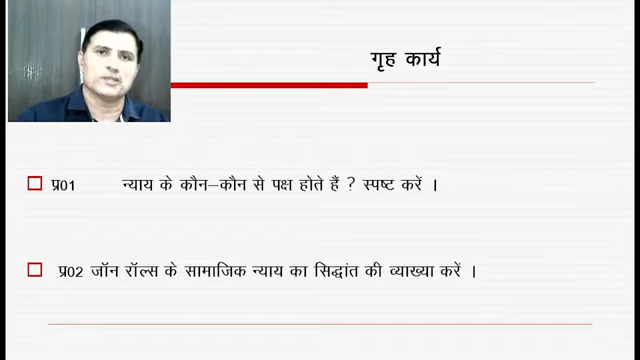 गृह कार्य
प्र01 न्याय के कौन–कौन से पक्ष होते हैं ? स्पष्ट करें ।
प्र02 जॉन रॉल्स के सामाजिक न्याय का सिद्धांत की व्याख्या करें ।